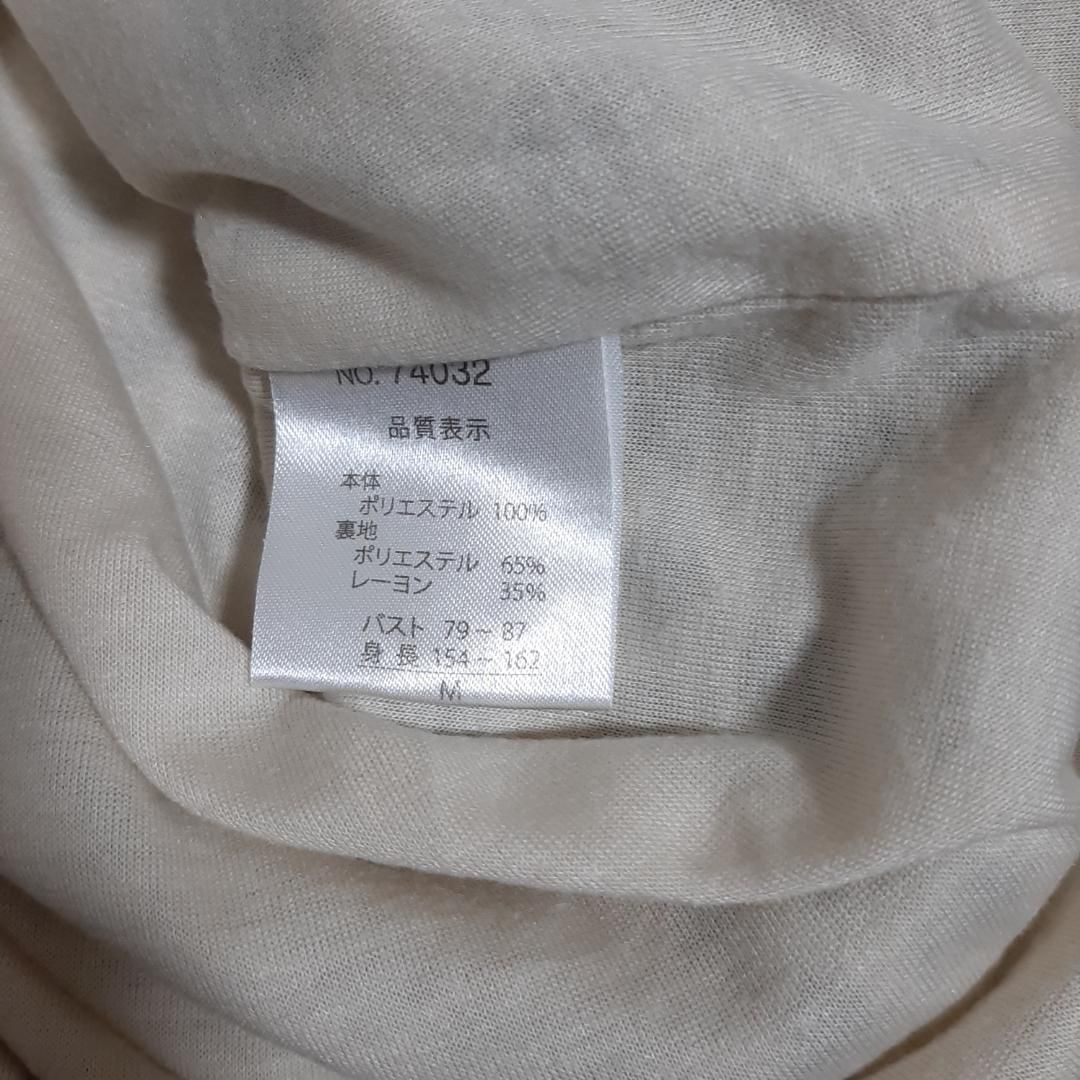 NO. 74032
品質表示
本体
ポリエステル 100%
裏地
ポリエステル 65%
レーヨン 35%
バスト 79～87
身長 154～162
M